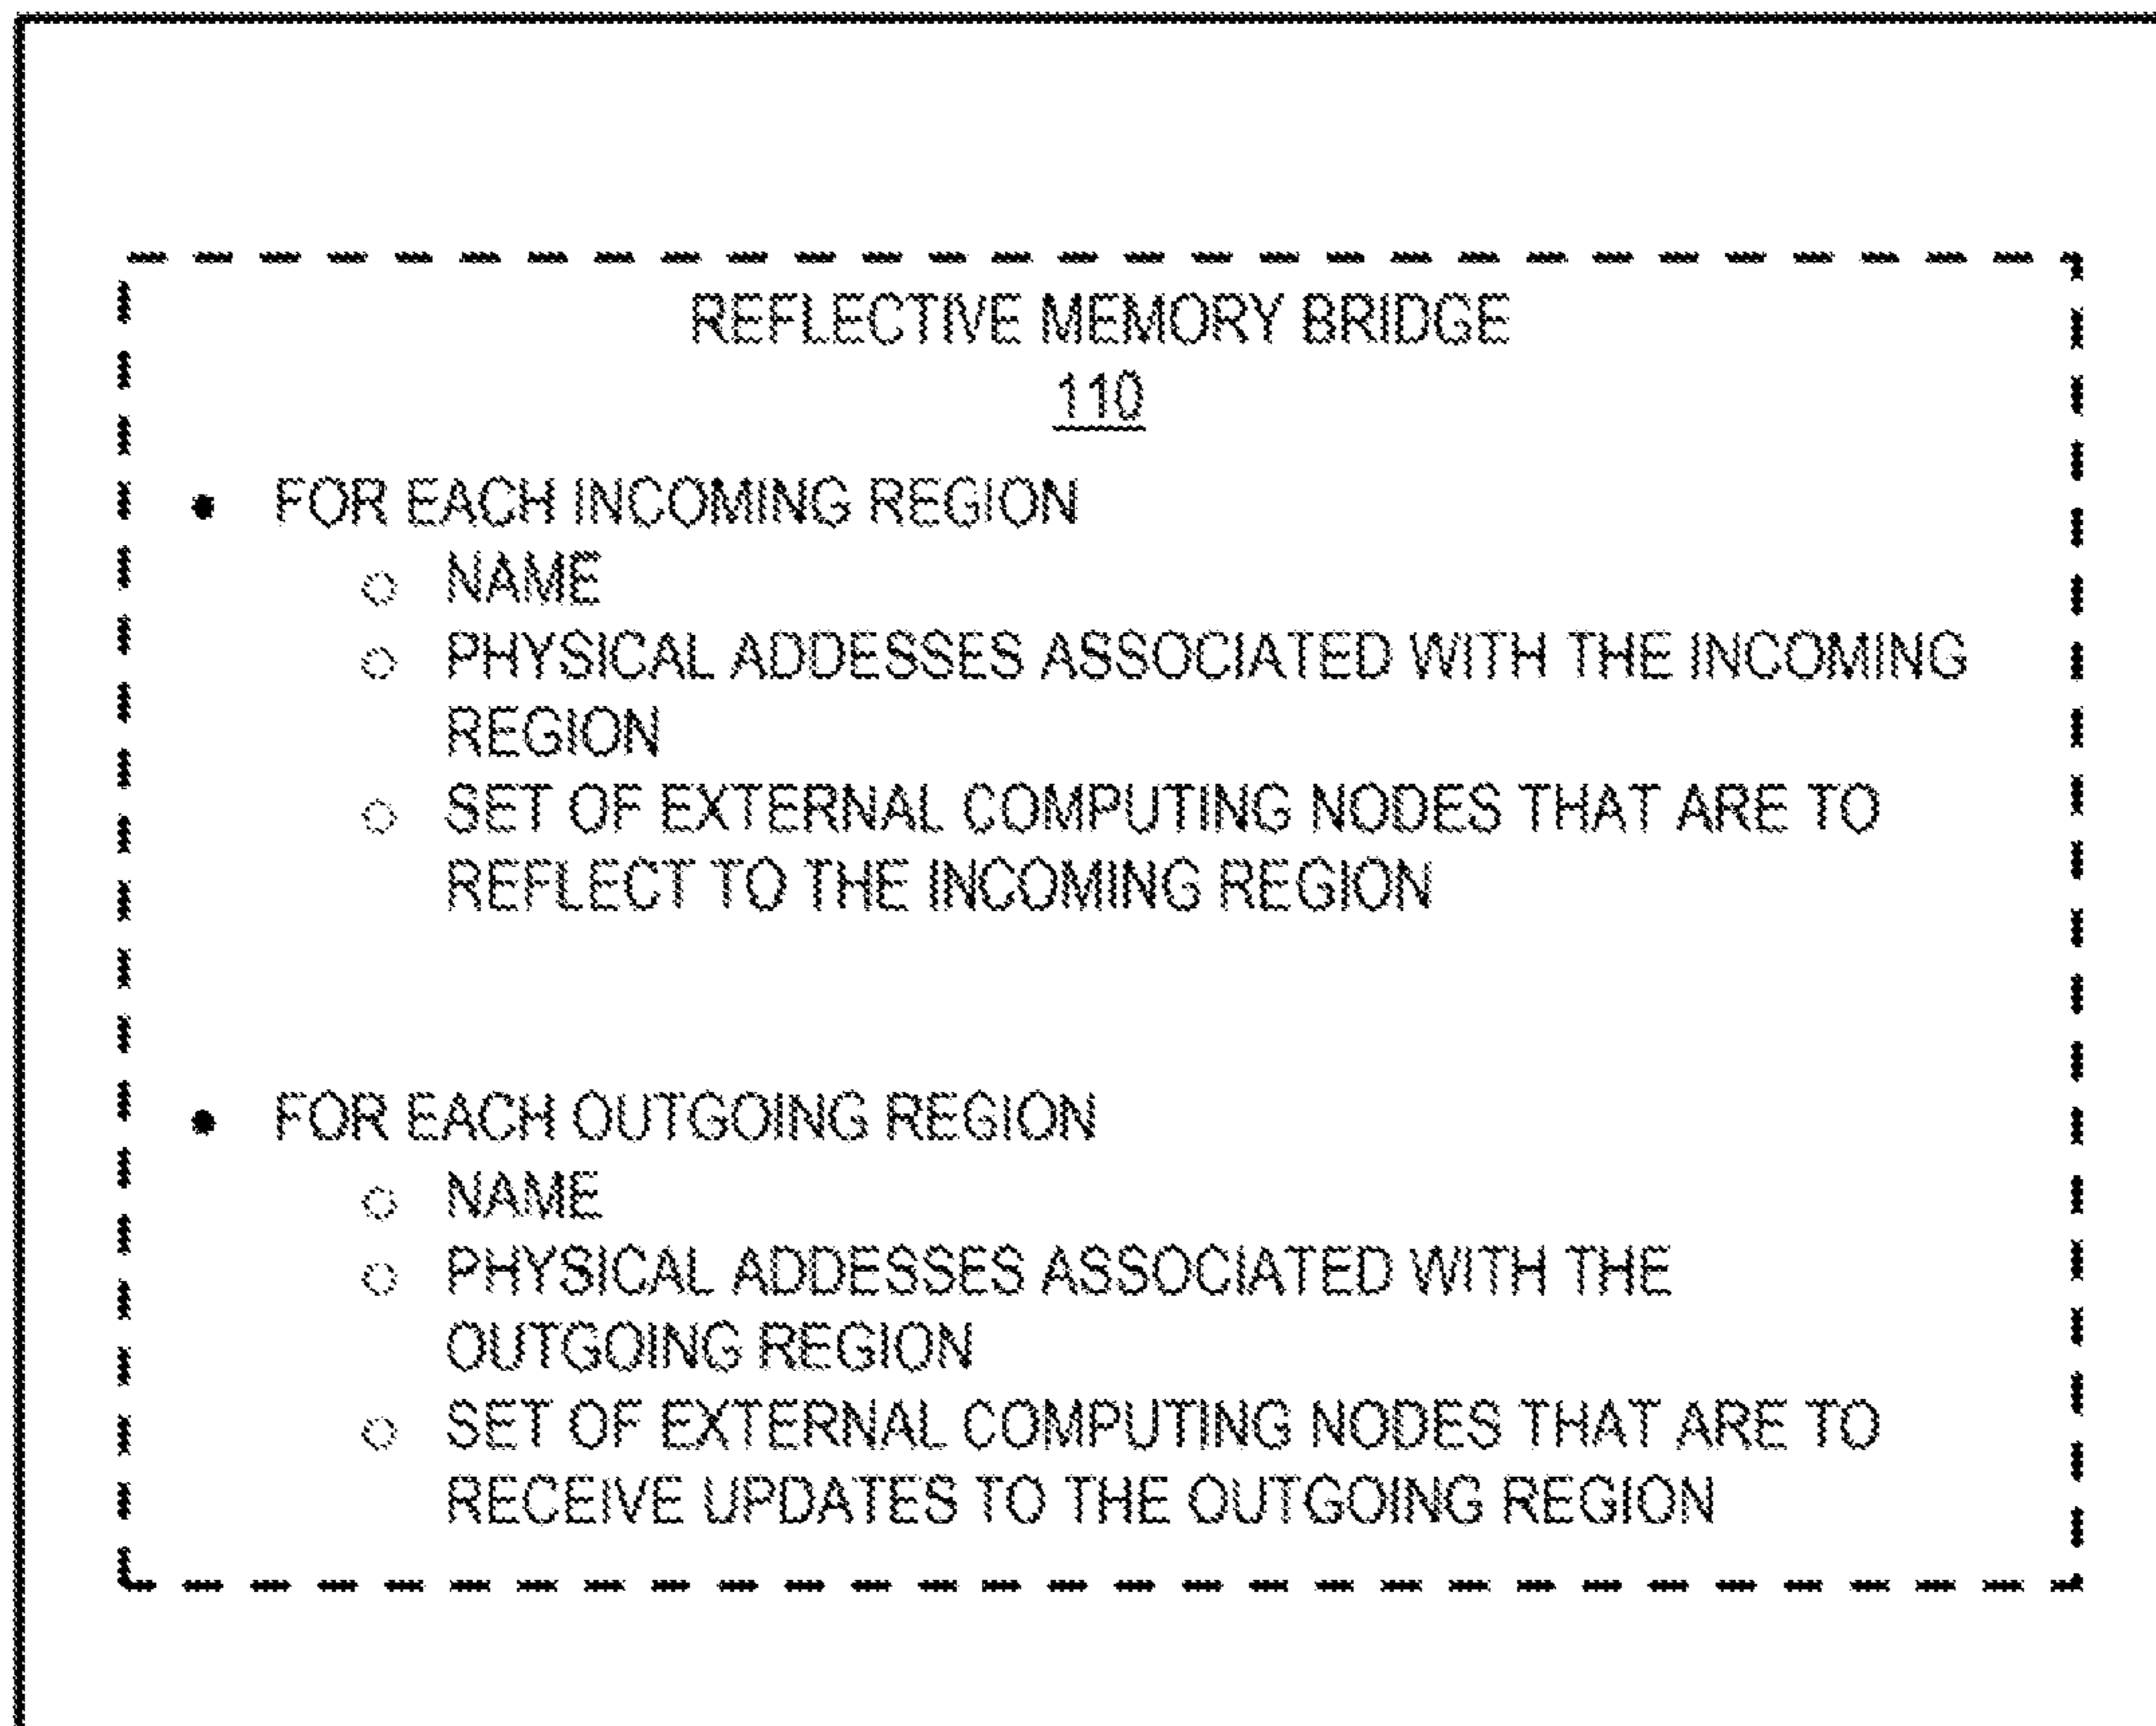 REFLECTIVE MEMORY BRIDGE
110
• FOR EACH INCOMING REGION
○ NAME
○ PHYSICAL ADDESSES ASSOCIATED WITH THE INCOMING
REGION
○ SET OF EXTERNAL COMPUTING NODES THAT ARE TO
REFLECT TO THE INCOMING REGION
• FOR EACH OUTGOING REGION
○ NAME
○ PHYSICAL ADDESSES ASSOCIATED WITH THE
OUTGOING REGION
○ SET OF EXTERNAL COMPUTING NODES THAT ARE TO
RECEIVE UPDATES TO THE OUTGOING REGION